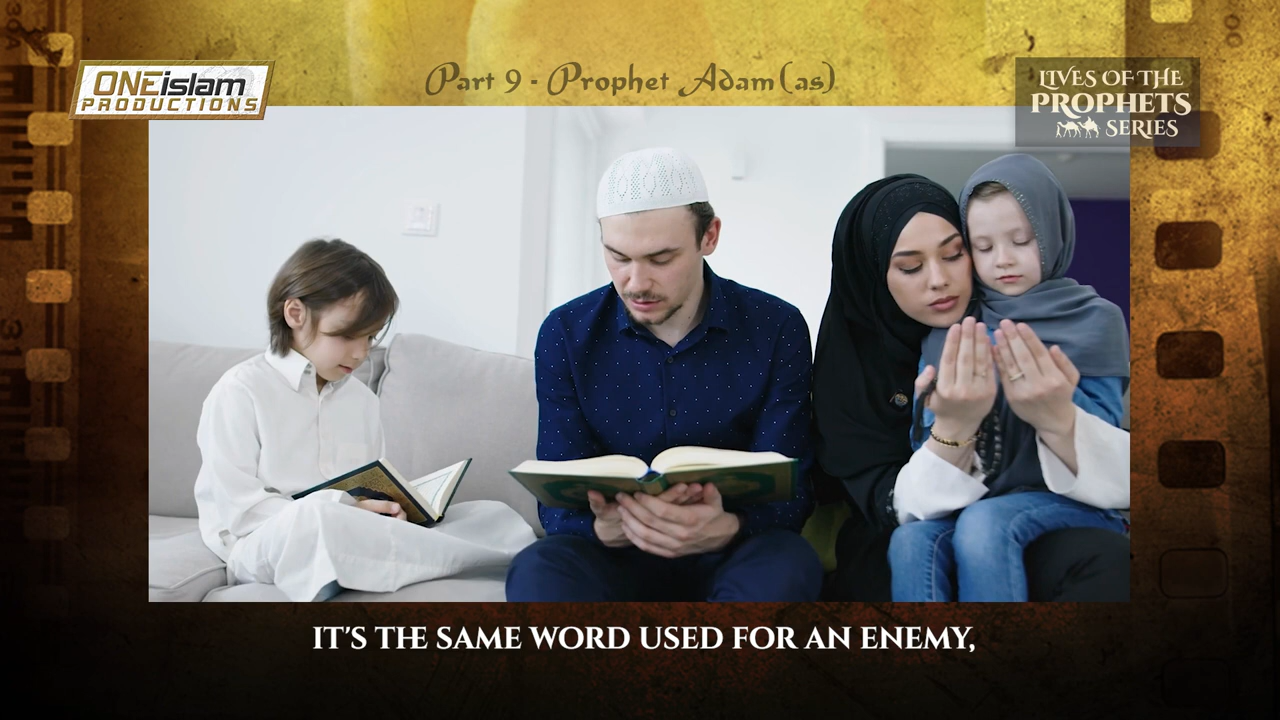 ONEislam
PRODUCTIONS
Part 9 - Prophet Adam (as)
LIVES OF THE
PROPHETS
SERIES
IT'S THE SAME WORD USED FOR AN ENEMY,